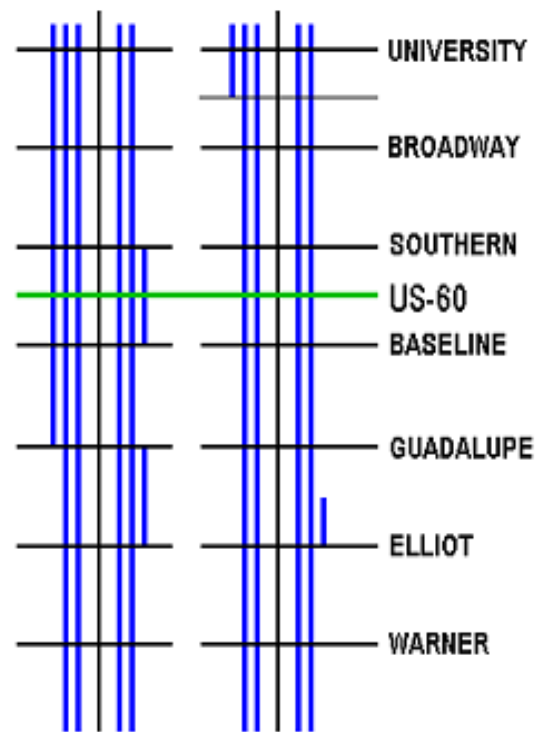 UNIVERSITY
BROADWAY
SOUTHERN
US-60
BASELINE
GUADALUPE
ELLIOT
WARNER